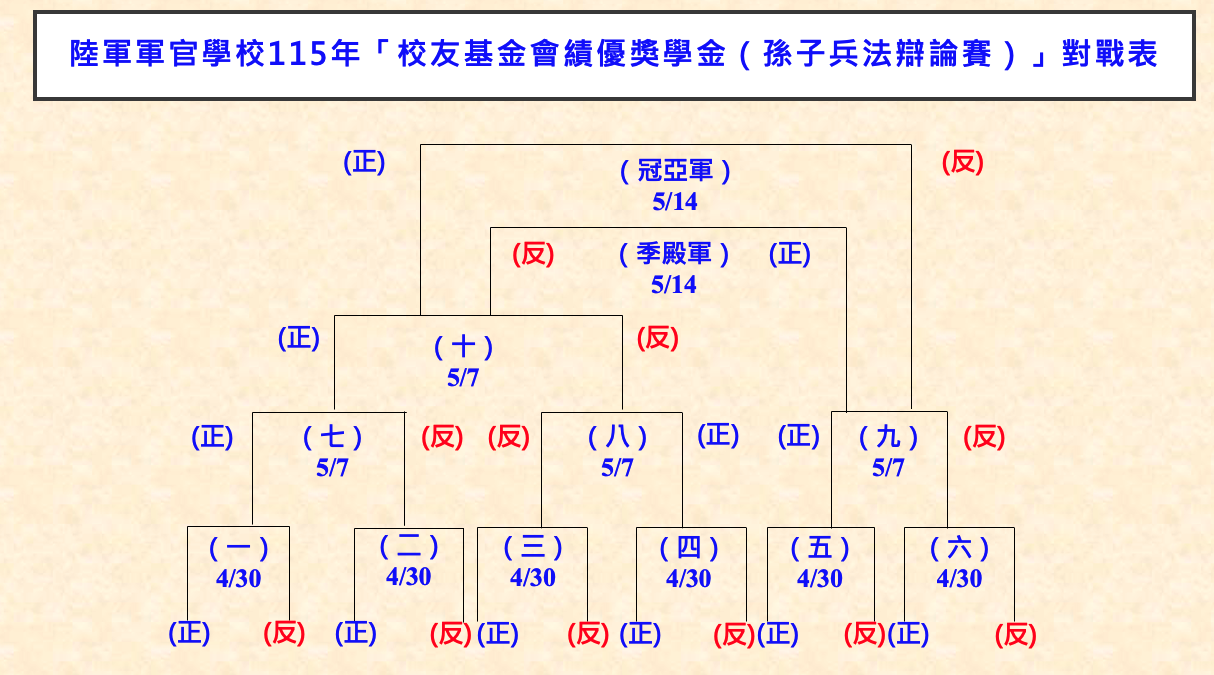 陸軍軍官學校115年「校友基金會績優獎學金（孫子兵法辯論賽）」對戰表
(正) （冠亞軍） (反)
5/14
(反) （季殿軍） (正)
5/14
(正) （十） (反)
5/7
(正) （七） (反) (反) （八） (正) (正) （九） (反)
5/7 5/7 5/7
（一） （二） （三） （四） （五） （六）
4/30 4/30 4/30 4/30 4/30 4/30
(正) (反) (正) (反) (正) (反) (正) (反) (正) (反) (正) (反)